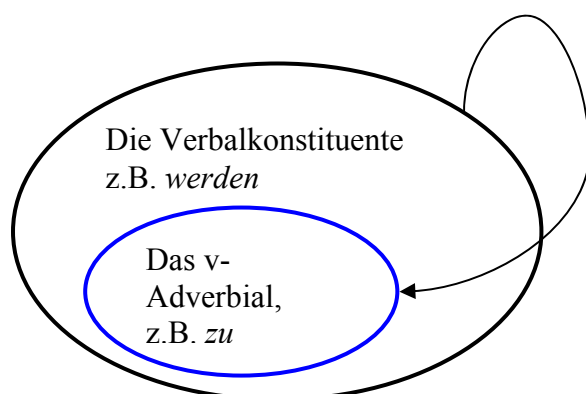 Die Verbalkonstituente
z.B. werden
Das v-
Adverbial,
z.B. zu